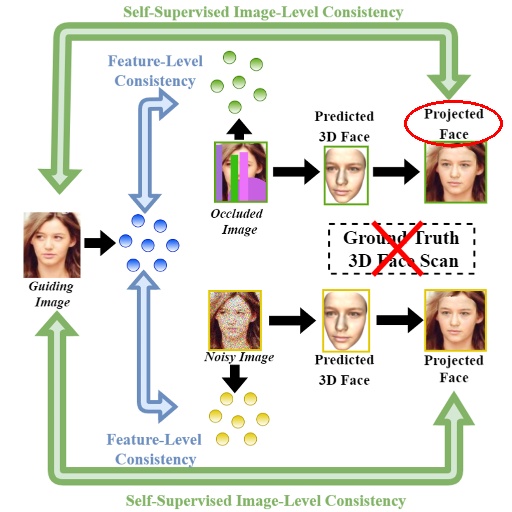 Self-Supervised Image-Level Consistency
Feature-Level
Consistency
Predicted
3D Face
Projected
Face
Occluded
Image
Ground Truth
3D Face Scan
Guiding
Image
Noisy Image
Predicted
3D Face
Projected
Face
Feature-Level
Consistency
Self-Supervised Image-Level Consistency